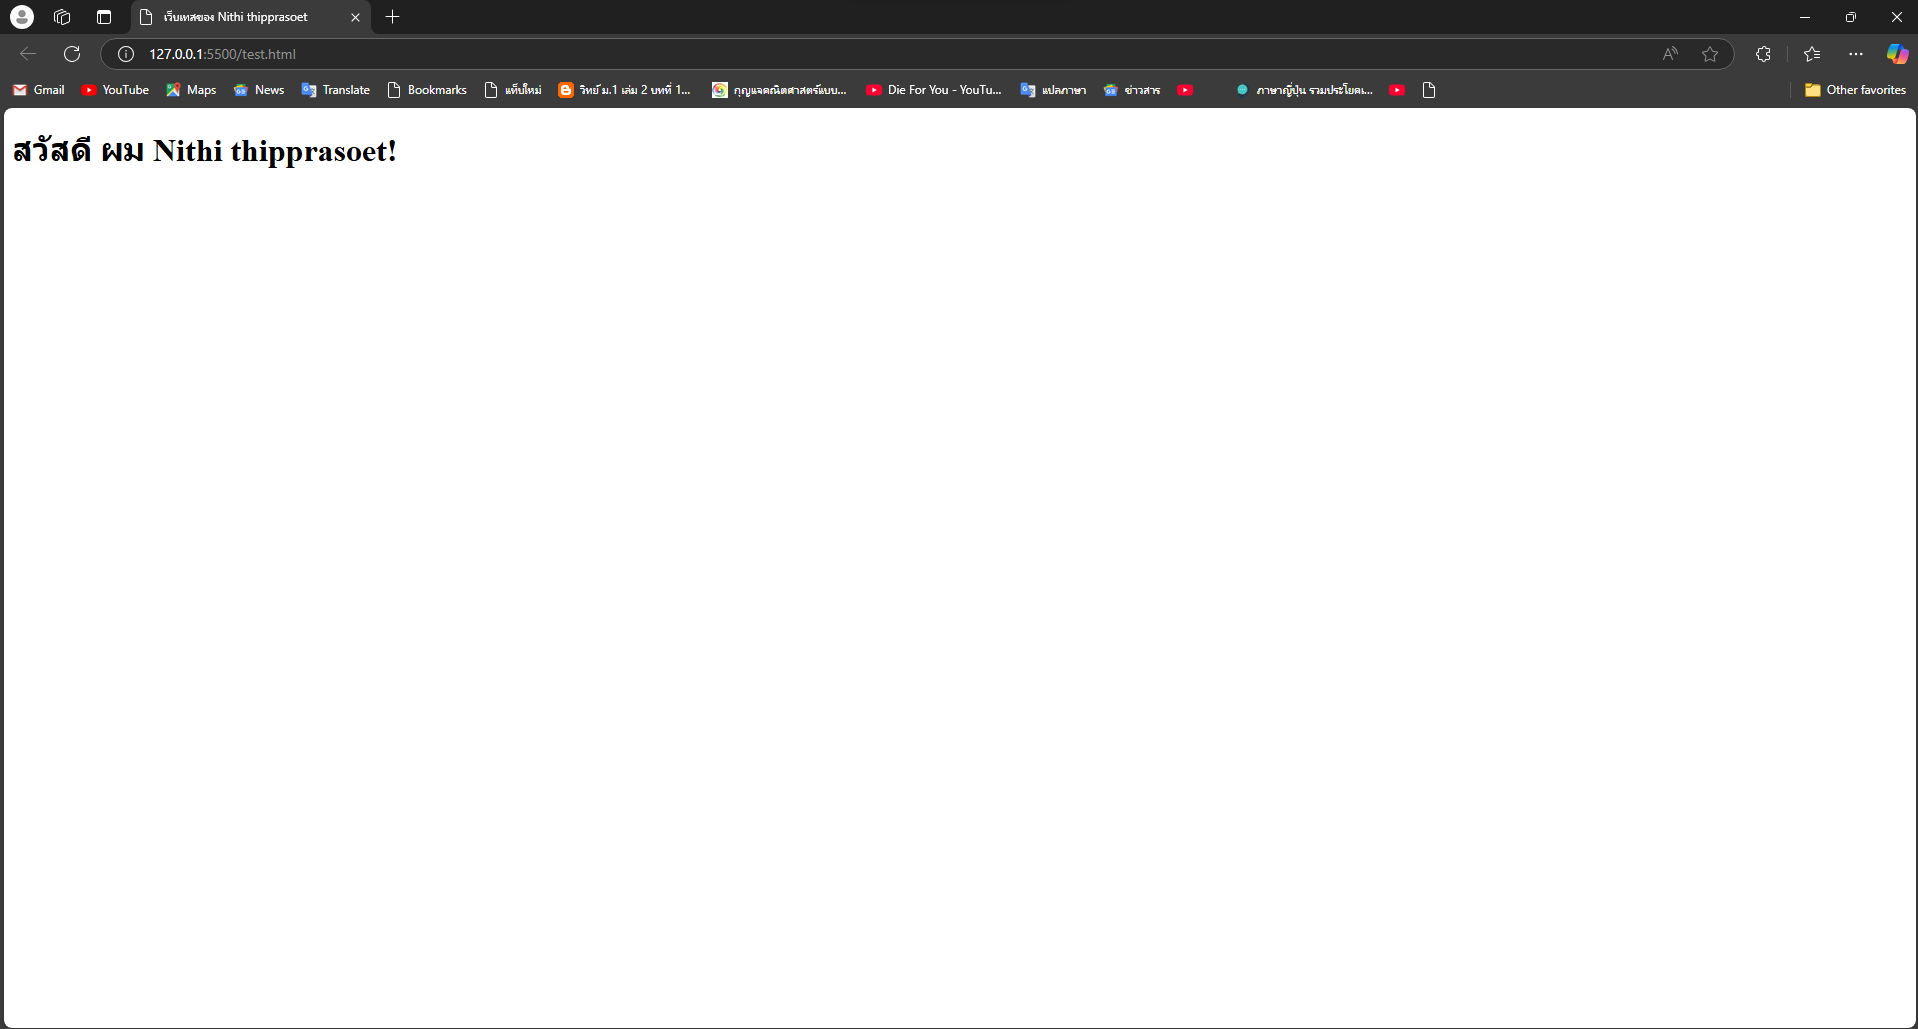 เว็บเทสของ Nithi thipprasoet
127.0.0.1:5500/test.html
Gmail YouTube Maps News Translate Bookmarks แท็บใหม่ วิทย์ ม.1 เล่ม 2 บทที่ 1... กุญแจคณิตศาสตร์แบบ... Die For You - YouTu... แปลภาษา ข่าวสาร ภาษาญี่ปุ่น รวมประโยค... Other favorites
สวัสดี ผม Nithi thipprasoet!